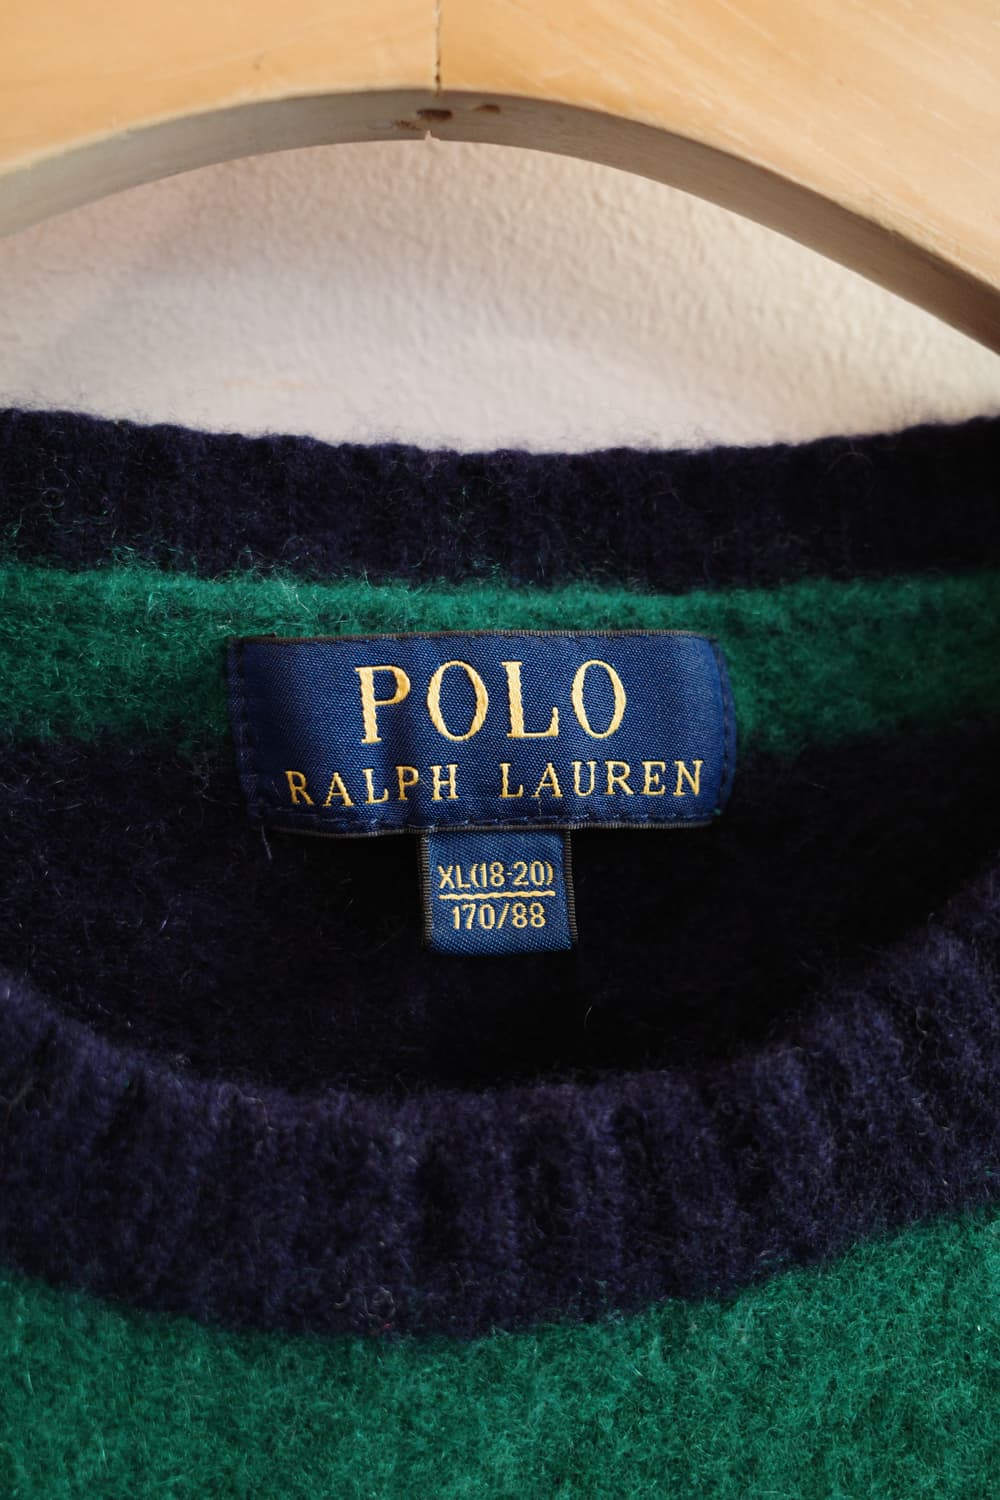 POLO
RALPH LAUREN
XL(18-20)
170/88